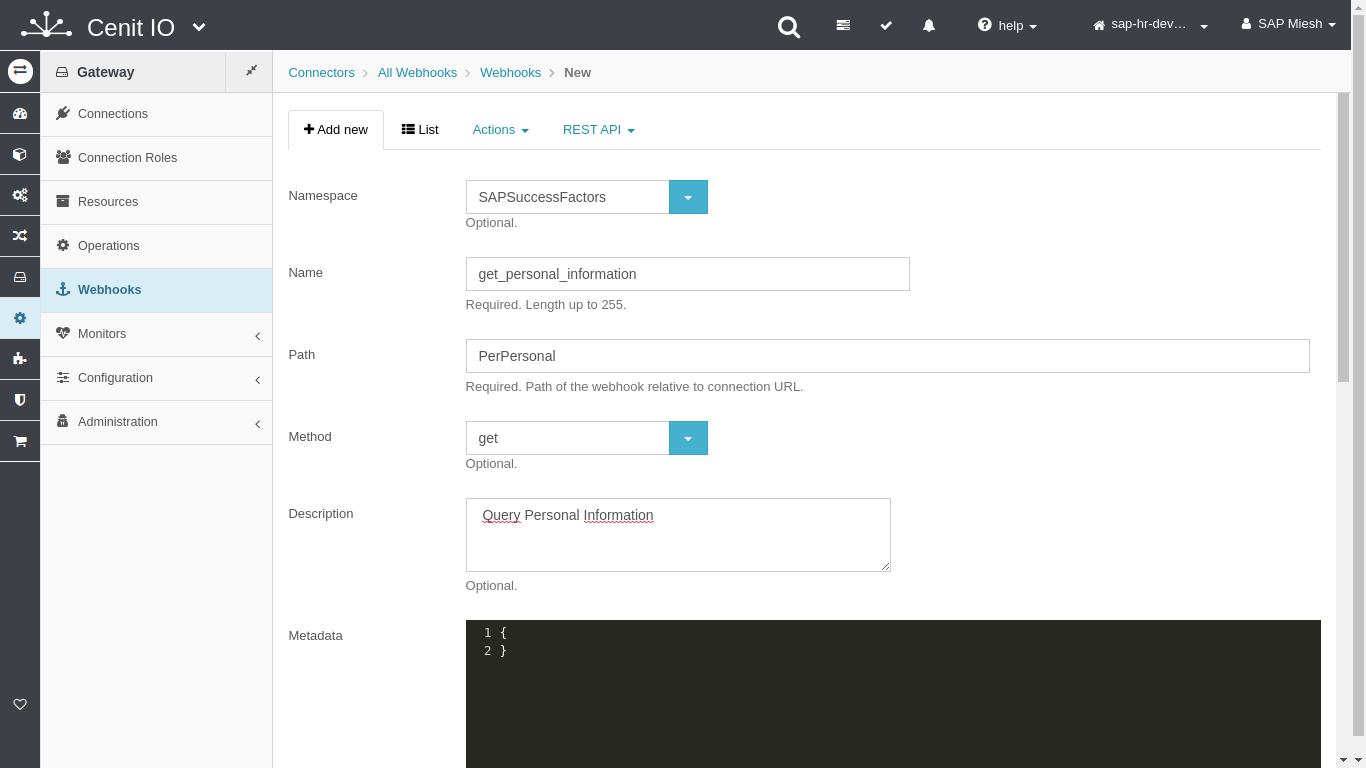 Cenit IO
help
sap-hr-dev…
SAP Miesh
Gateway
Connectors
All Webhooks
Webhooks
New
Connections
Connection Roles
Resources
Operations
Webhooks
Monitors
Configuration
Administration
Add new
List
Actions
REST API
Namespace
SAPSuccessFactors
Optional.
Name
get_personal_information
Required. Length up to 255.
Path
PerPersonal
Required. Path of the webhook relative to connection URL.
Method
get
Optional.
Description
Query Personal Information
Optional.
Metadata
1 {
2 }